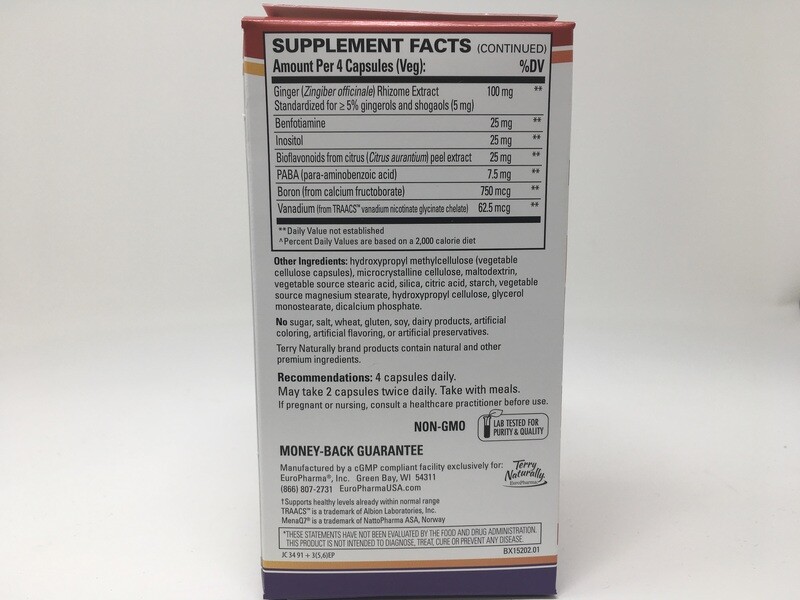 SUPPLEMENT FACTS (CONTINUED)
Amount Per 4 Capsules (Veg): %DV
Ginger (Zingiber officinale) Rhizome Extract 100 mg **
Standardized for ≥ 5% gingerols and shogaols (5 mg)
Benfotiamine 25 mg **
Inositol 25 mg **
Bioflavonoids from citrus (Citrus aurantium) peel extract 25 mg **
PABA (para-aminobenzoic acid) 7.5 mg **
Boron (from calcium fructoborate) 750 mcg **
Vanadium (from TRAACS™ vanadium nicotinate glycinate chelate) 62.5 mcg **
**Daily Value not established
^Percent Daily Values are based on a 2,000 calorie diet
Other Ingredients: hydroxypropyl methylcellulose (vegetable
cellulose capsules), microcrystalline cellulose, maltodextrin,
vegetable source stearic acid, silica, citric acid, starch, vegetable
source magnesium stearate, hydroxypropyl cellulose, glycerol
monostearate, dicalcium phosphate.
No sugar, salt, wheat, gluten, soy, dairy products, artificial
coloring, artificial flavoring, or artificial preservatives.
Terry Naturally brand products contain natural and other
premium ingredients.
Recommendations: 4 capsules daily.
May take 2 capsules twice daily. Take with meals.
If pregnant or nursing, consult a healthcare practitioner before use.
NON-GMO
LAB TESTED FOR
PURITY & QUALITY
MONEY-BACK GUARANTEE
Manufactured by a cGMP compliant facility exclusively for:
EuroPharma®, Inc. Green Bay, WI 54311
(866) 807-2731 EuroPharmaUSA.com
Terry
Naturally
EuroPharma
†Supports healthy levels already within normal range
TRAACS™ is a trademark of Albion Laboratories, Inc.
MenaQ7® is a trademark of NattoPharma ASA, Norway
*THESE STATEMENTS HAVE NOT BEEN EVALUATED BY THE FOOD AND DRUG ADMINISTRATION.
THIS PRODUCT IS NOT INTENDED TO DIAGNOSE, TREAT, CURE OR PREVENT ANY DISEASE.
JC 34 91 + 3(5,6)EP BX15202.01